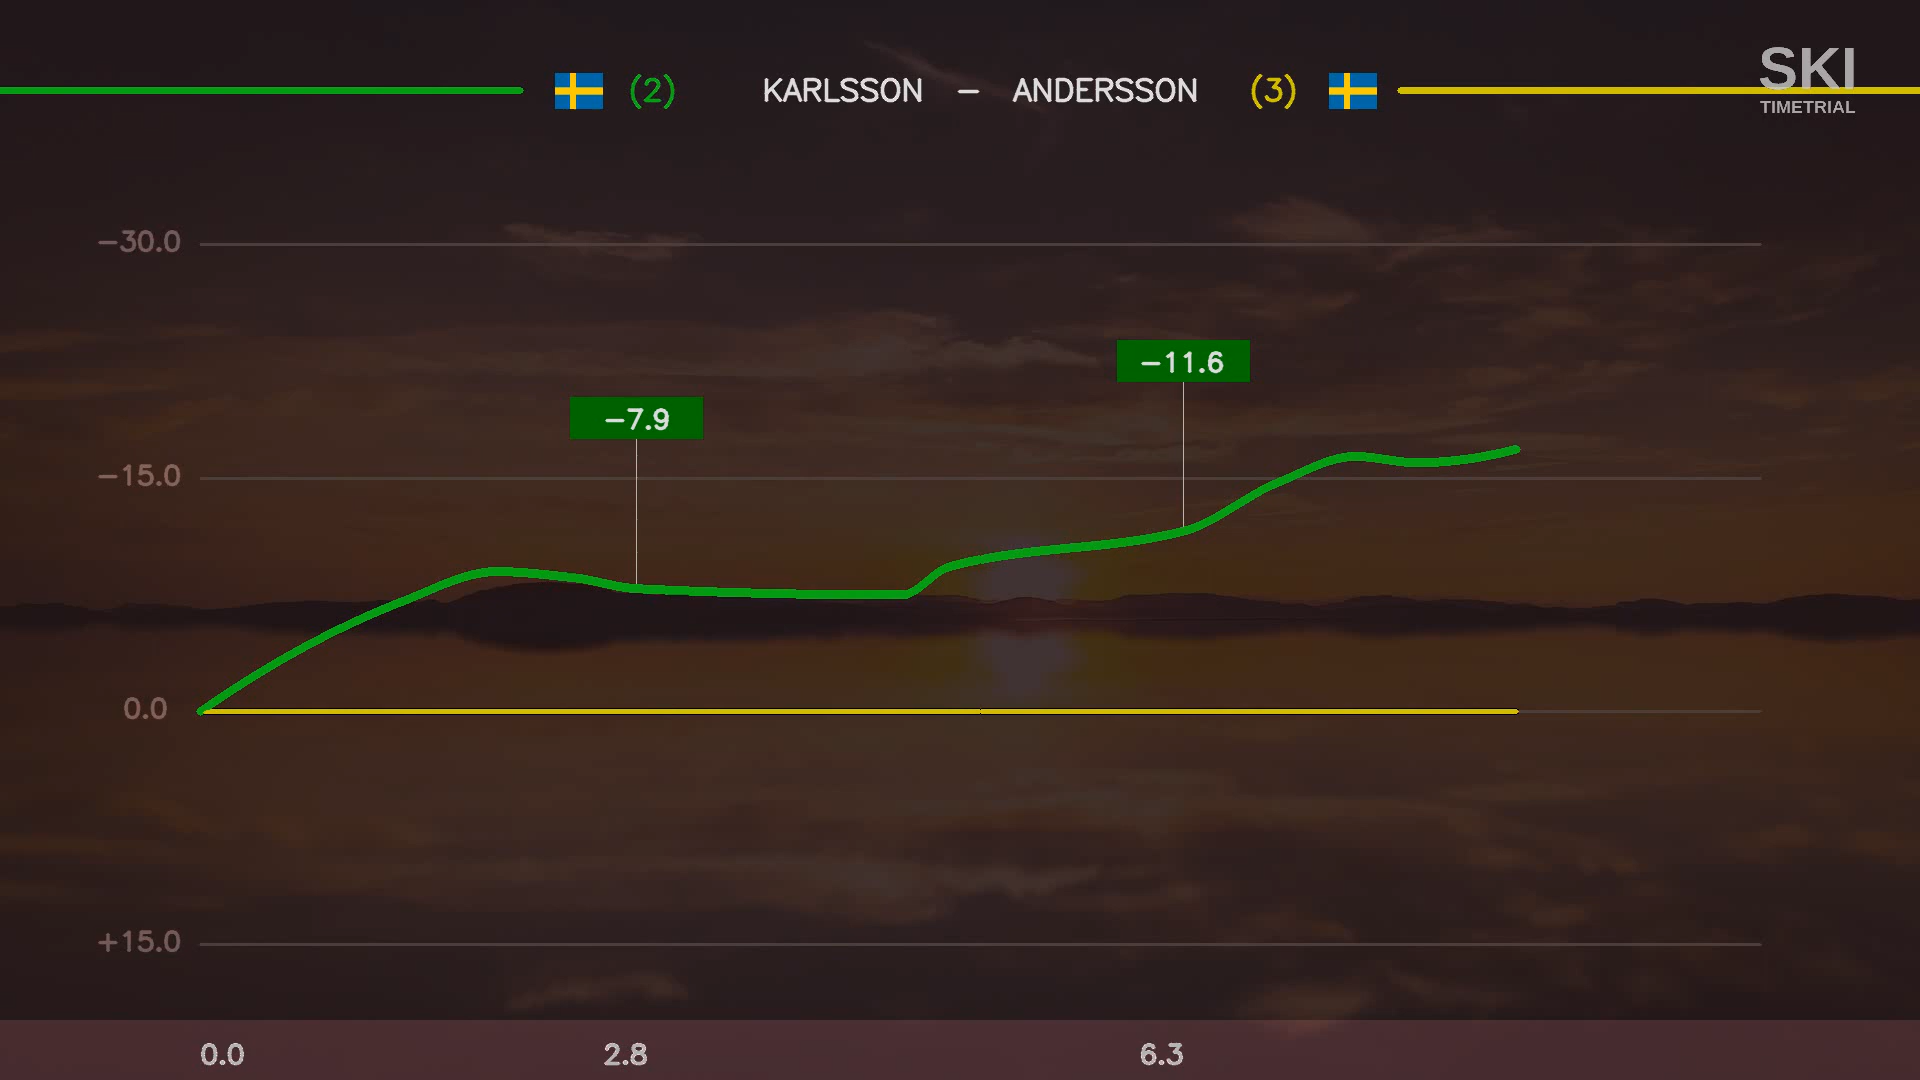 (2) KARLSSON – ANDERSSON (3)
SKI
TIMETRIAL
−30.0
−11.6
−7.9
−15.0
0.0
+15.0
0.0 2.8 6.3